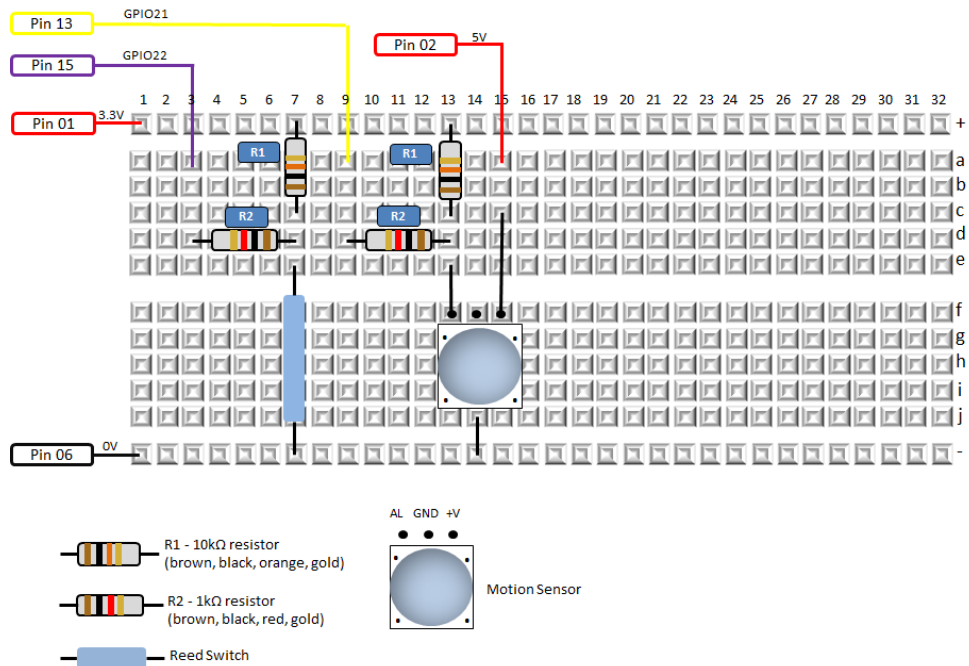 Pin 13
GPIO21
Pin 02
5V
Pin 15
GPIO22
1 2 3 4 5 6 7 8 9 10 11 12 13 14 15 16 17 18 19 20 21 22 23 24 25 26 27 28 29 30 31 32
Pin 01
3.3V
+
R1
R1
a
b
R2
R2
c
d
e
f
g
h
i
j
Pin 06
0V
-
R1 - 10kΩ resistor
(brown, black, orange, gold)
R2 - 1kΩ resistor
(brown, black, red, gold)
Reed Switch
AL GND +V
Motion Sensor